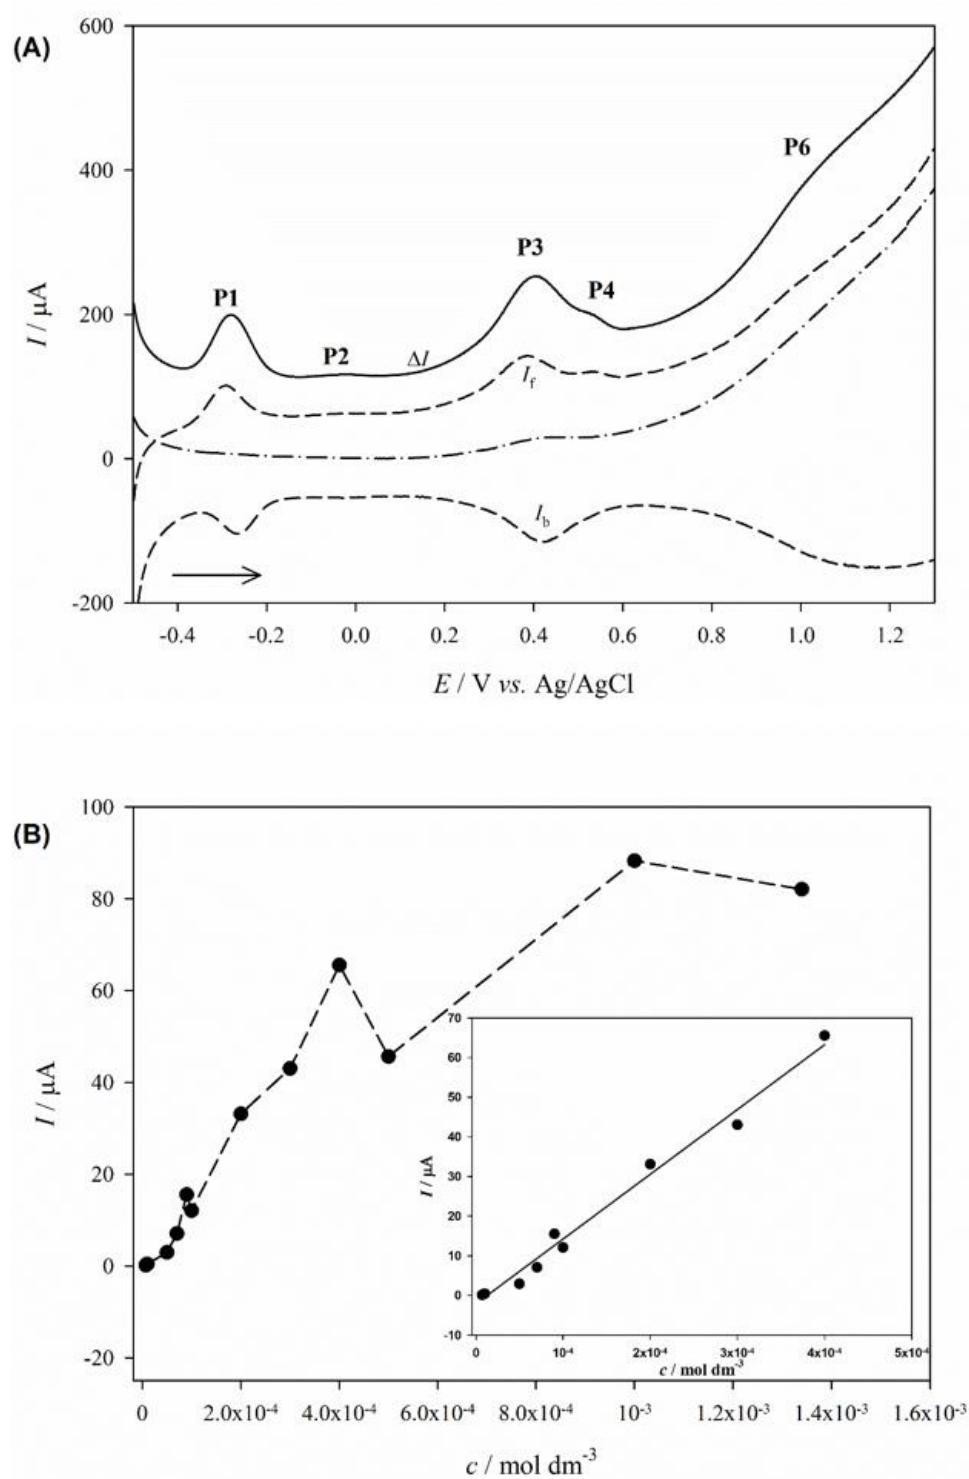 (A)
600
400
200
0
-200
I / µA
P1
P2
ΔI
P3
P4
P6
If
Ib
-0.4 -0.2 0.0 0.2 0.4 0.6 0.8 1.0 1.2
E / V vs. Ag/AgCl
(B)
100
80
60
40
20
0
-20
I / µA
70
60
50
40
30
20
10
0
-10
I / µA
0 10-4 2x10-4 3x10-4 4x10-4 5x10-4
c / mol dm-3
0 2.0x10-4 4.0x10-4 6.0x10-4 8.0x10-4 10-3 1.2x10-3 1.4x10-3 1.6x10-3
c / mol dm-3